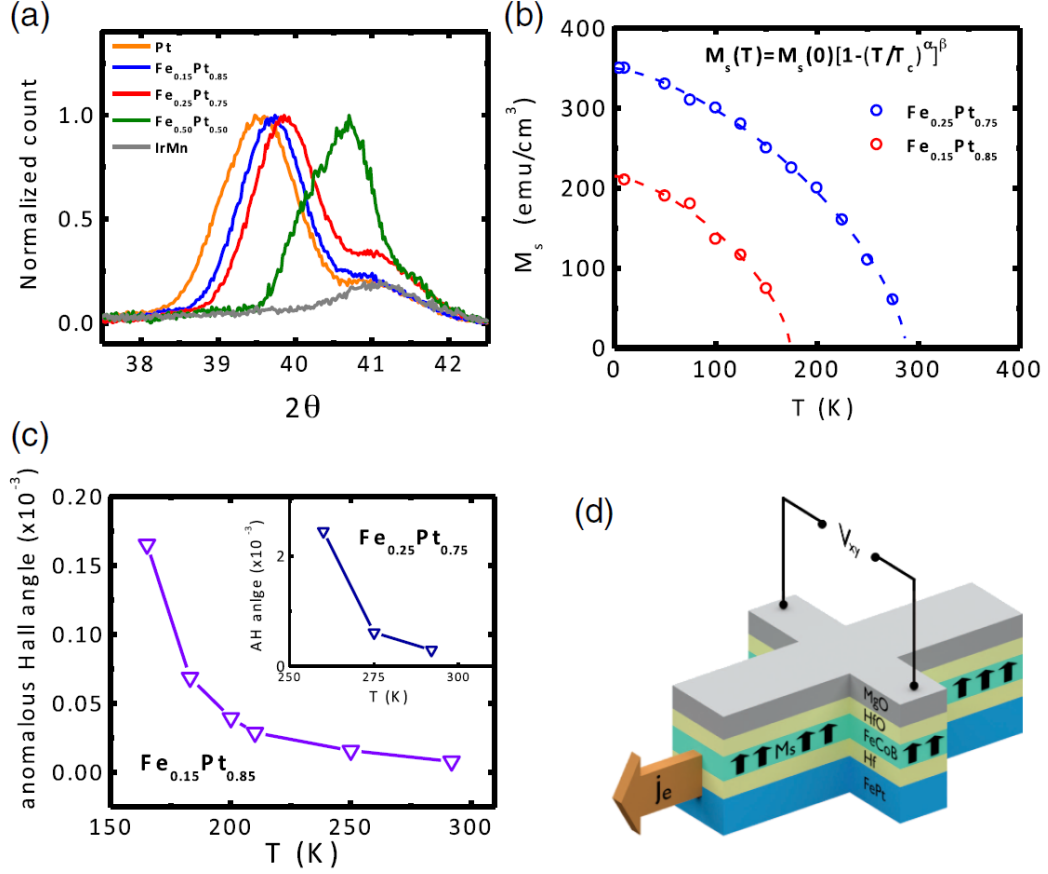 (a)
Normalized count
1.0
0.5
0.0
Pt
Fe0.15Pt0.85
Fe0.25Pt0.75
Fe0.50Pt0.50
IrMn
38 39 40 41 42
2θ
(b)
Ms(T)=Ms(0)[1-(T/Tc)^α]^β
Fe0.25Pt0.75
Fe0.15Pt0.85
Ms (emu/cm³)
400
300
200
100
0
0 100 200 300 400
T (K)
(c)
anomalous Hall angle (x10⁻³)
0.20
0.15
0.10
0.05
0.00
Fe0.15Pt0.85
150 200 250 300
T (K)
AH anlge (x10⁻³)
2
0
Fe0.25Pt0.75
250 275 300
T (K)
(d)
Vxy
MgO
HfO
FeCoB
Hf
FePt
Ms
je